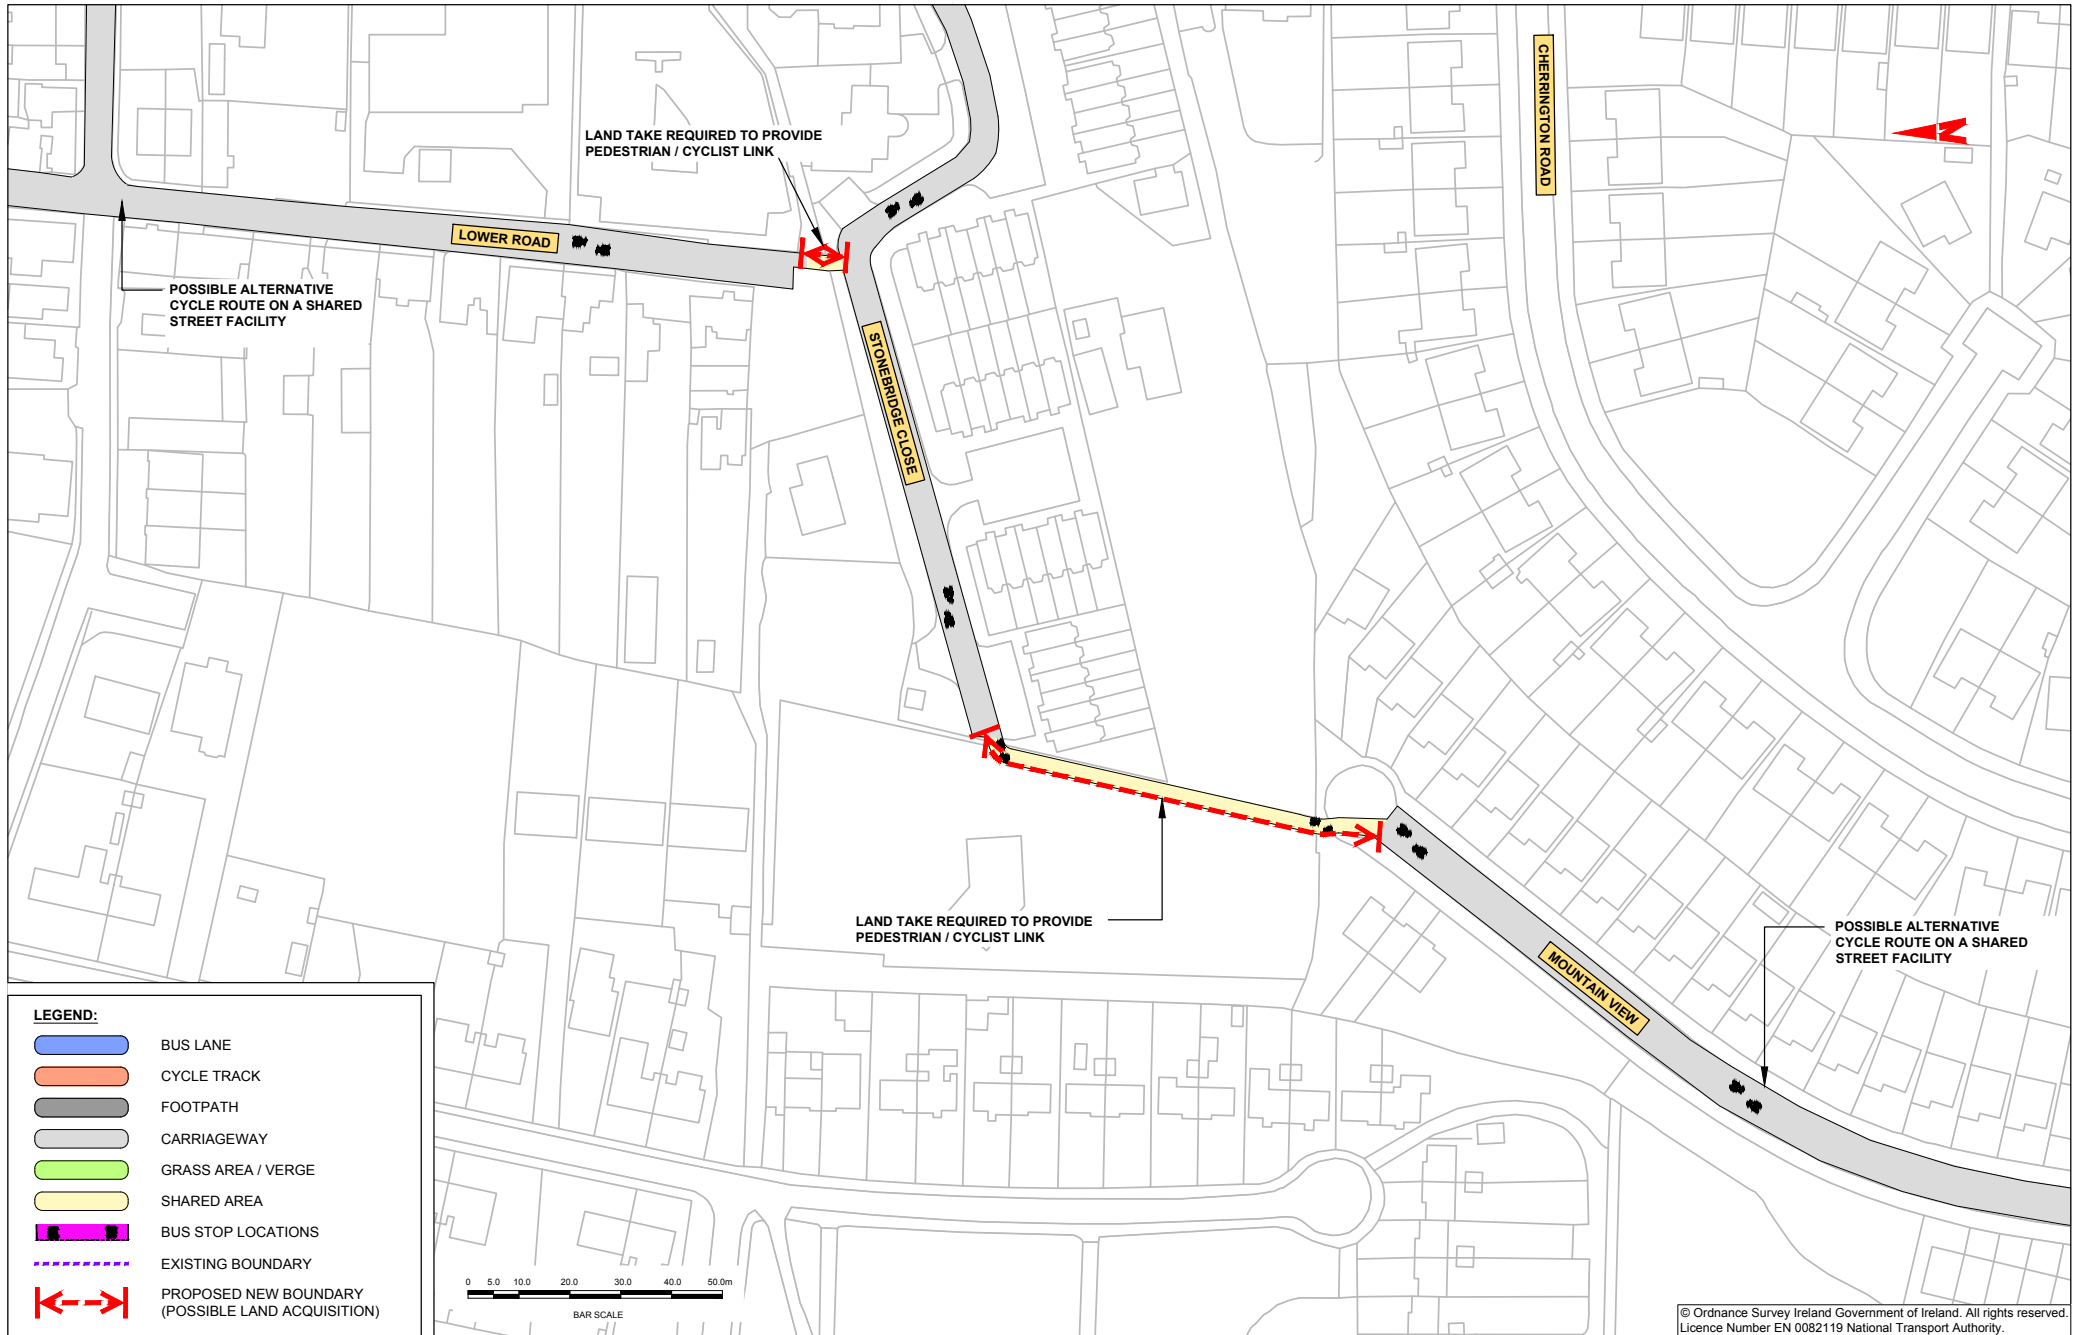 CHERRINGTON ROAD
LAND TAKE REQUIRED TO PROVIDE
PEDESTRIAN / CYCLIST LINK
LOWER ROAD
POSSIBLE ALTERNATIVE
CYCLE ROUTE ON A SHARED
STREET FACILITY
STONEBRIDGE CLOSE
LAND TAKE REQUIRED TO PROVIDE
PEDESTRIAN / CYCLIST LINK
POSSIBLE ALTERNATIVE
CYCLE ROUTE ON A SHARED
STREET FACILITY
MOUNTAIN VIEW
LEGEND:
BUS LANE
CYCLE TRACK
FOOTPATH
CARRIAGEWAY
GRASS AREA / VERGE
SHARED AREA
BUS STOP LOCATIONS
EXISTING BOUNDARY
PROPOSED NEW BOUNDARY
(POSSIBLE LAND ACQUISITION)
0 5.0 10.0 20.0 30.0 40.0 50.0m
BAR SCALE
© Ordnance Survey Ireland Government of Ireland. All rights reserved.
Licence Number EN 0082119 National Transport Authority.
N